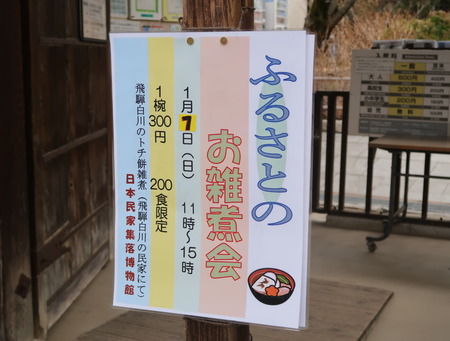 ふるさとの
お雑煮会
1月7日(日) 11時〜15時
1椀300円 200食限定
飛騨白川のトチ餅雑煮(飛騨白川の民家にて)
日本民家集落博物館